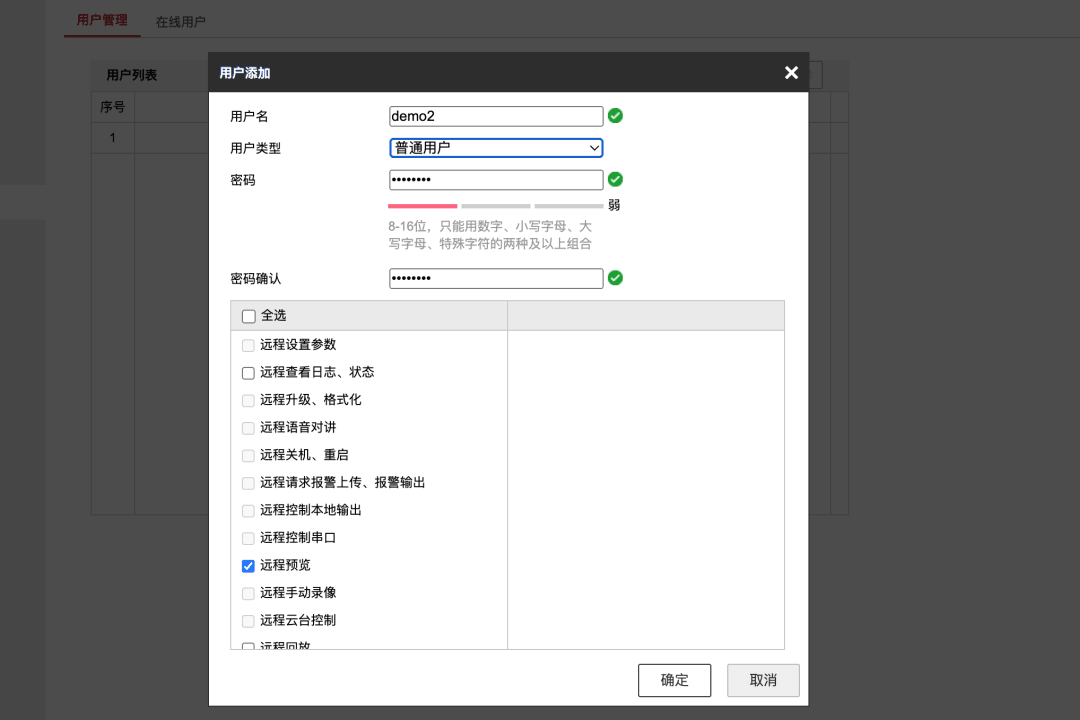 用户管理 在线用户
用户列表
序号
1
用户添加
用户名 demo2
用户类型 普通用户
密码 ••••••••
弱
8-16位，只能用数字、小写字母、大
写字母、特殊字符的两种及以上组合
密码确认 ••••••••
全选
远程设置参数
远程查看日志、状态
远程升级、格式化
远程语音对讲
远程关机、重启
远程请求报警上传、报警输出
远程控制本地输出
远程控制串口
远程预览
远程手动录像
远程云台控制
远程回放
确定 取消